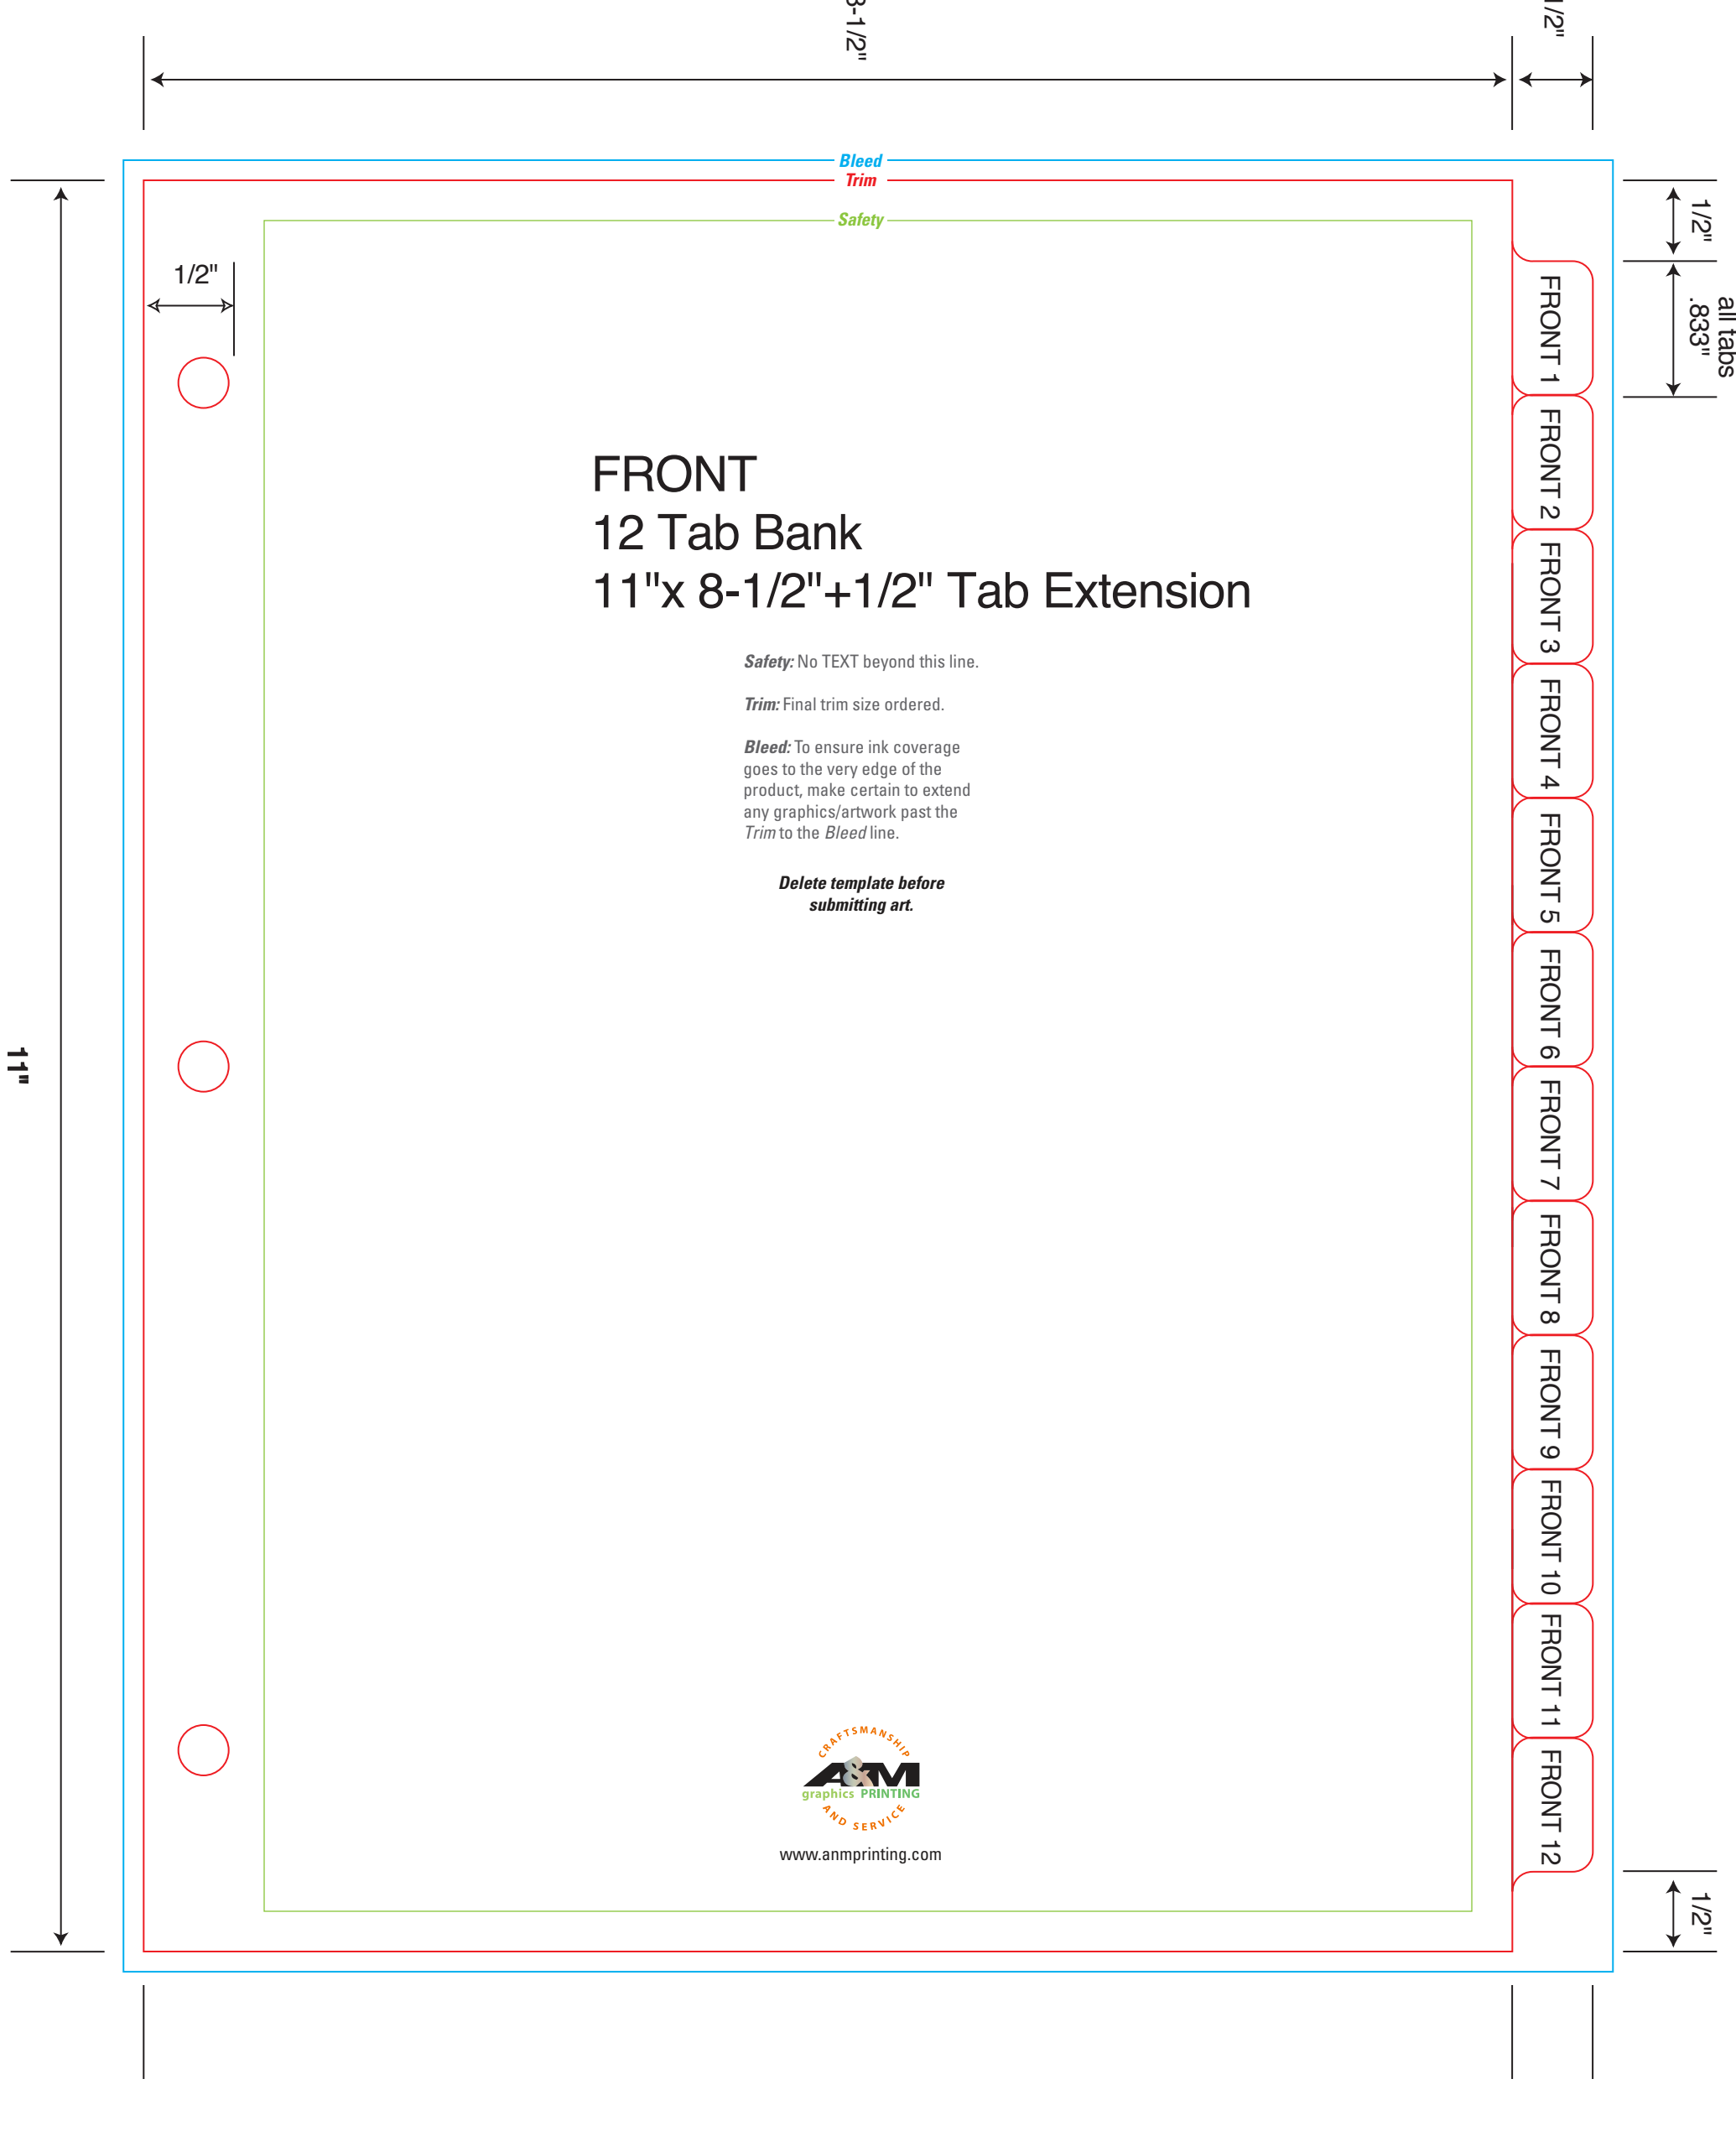 1/2"
Bleed
Trim
Safety
1/2"
1/2"
all tabs
.833"
FRONT 1
FRONT 2
FRONT 3
FRONT 4
FRONT 5
FRONT 6
FRONT 7
FRONT 8
FRONT 9
FRONT 10
FRONT 11
FRONT 12
FRONT
12 Tab Bank
11"x 8-1/2"+1/2" Tab Extension
Safety: No TEXT beyond this line.
Trim: Final trim size ordered.
Bleed: To ensure ink coverage
goes to the very edge of the
product, make certain to extend
any graphics/artwork past the
Trim to the Bleed line.
Delete template before
submitting art.
11"
CRAFTSMANSHIP
A&M
graphics PRINTING
AND SERVICE
www.anmprinting.com
1/2"